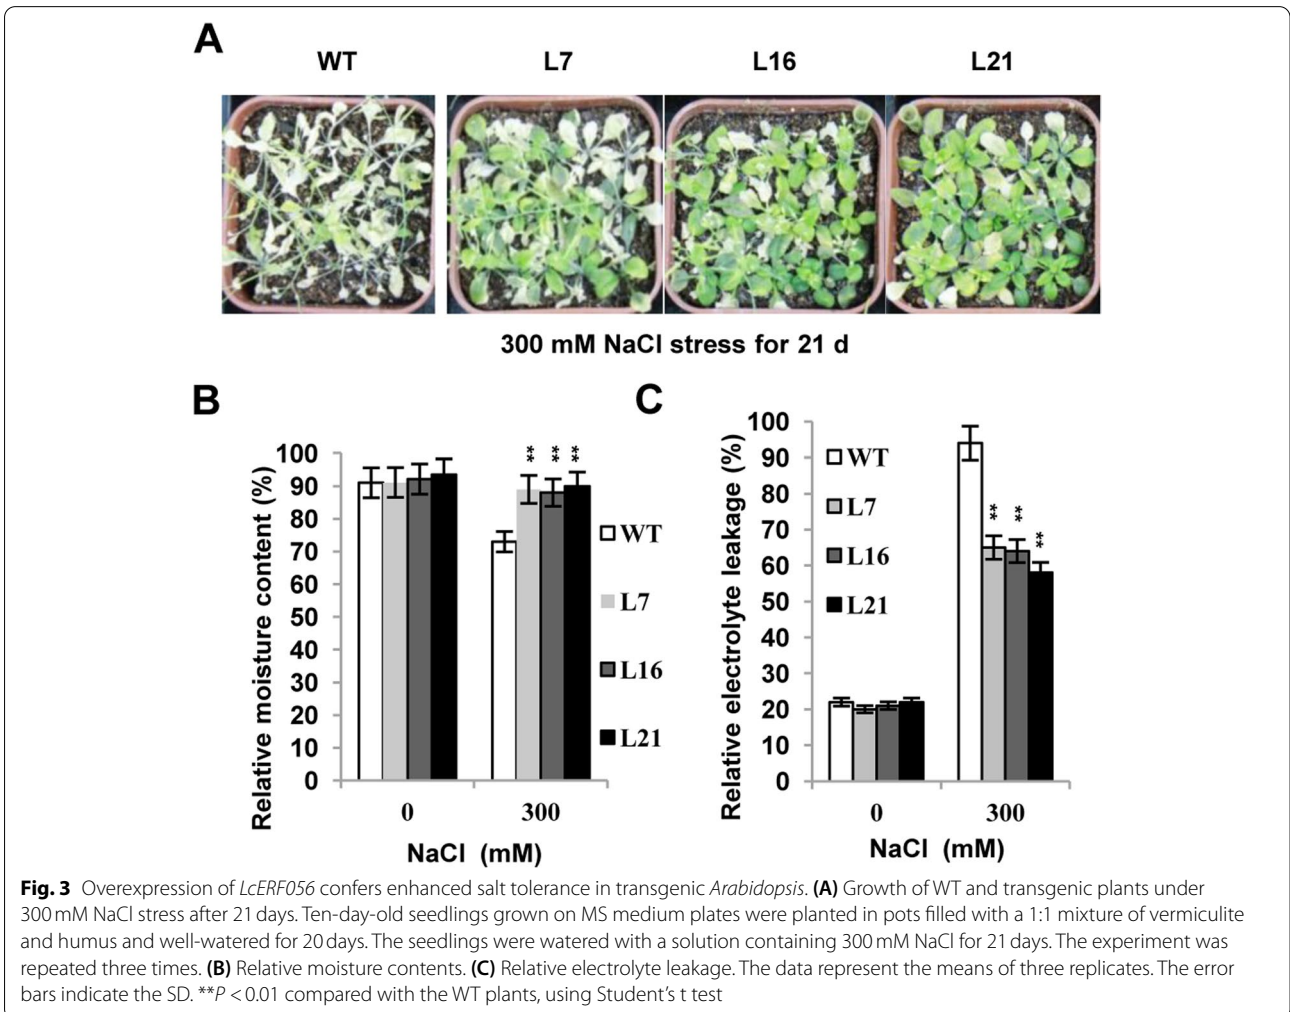 A
WT L7 L16 L21
300 mM NaCl stress for 21 d
B
Relative moisture content (%)
100
90
80
70
60
50
40
30
20
10
0
** ** **
WT
L7
L16
L21
0 300
NaCl (mM)
C
Relative electrolyte leakage (%)
100
90
80
70
60
50
40
30
20
10
0
WT
L7
L16
L21
** ** **
0 300
NaCl (mM)
Fig. 3 Overexpression of LcERF056 confers enhanced salt tolerance in transgenic Arabidopsis. (A) Growth of WT and transgenic plants under
300 mM NaCl stress after 21 days. Ten-day-old seedlings grown on MS medium plates were planted in pots filled with a 1:1 mixture of vermiculite
and humus and well-watered for 20 days. The seedlings were watered with a solution containing 300 mM NaCl for 21 days. The experiment was
repeated three times. (B) Relative moisture contents. (C) Relative electrolyte leakage. The data represent the means of three replicates. The error
bars indicate the SD. **P < 0.01 compared with the WT plants, using Student's t test